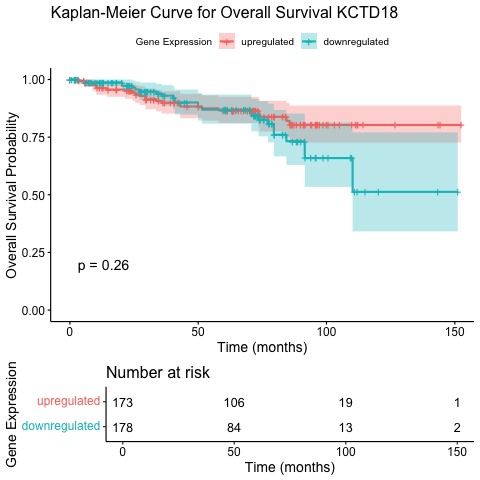 Kaplan-Meier Curve for Overall Survival KCTD18
Gene Expression upregulated downregulated
Overall Survival Probability
1.00
0.75
0.50
0.25
0.00
p = 0.26
0 50 100 150
Time (months)
Number at risk
Gene Expression
upregulated 173 106 19 1
downregulated 178 84 13 2
0 50 100 150
Time (months)